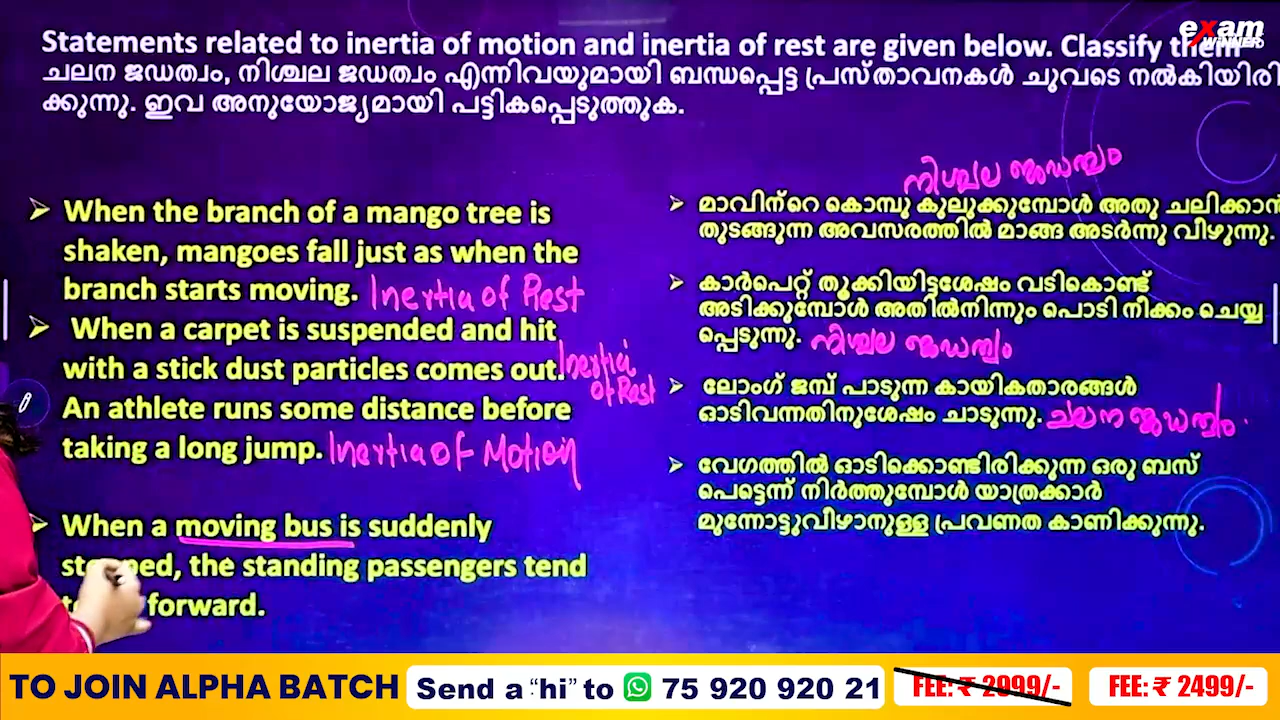 Statements related to inertia of motion and inertia of rest are given below. Classify them
exam
WINNER
ചലന ജഡത്വം, നിശ്ചല ജഡത്വം എന്നിവയുമായി ബന്ധപ്പെട്ട പ്രസ്താവനകൾ ചുവടെ നൽകിയിരി
ക്കുന്നു. ഇവ അനുയോജ്യമായി പട്ടികപ്പെടുത്തുക.
When the branch of a mango tree is
shaken, mangoes fall just as when the
branch starts moving. Inertia of Rest
When a carpet is suspended and hit
with a stick dust particles comes out. Inertia
of Rest
An athlete runs some distance before
taking a long jump. Inertia of Motion
When a moving bus is suddenly
the standing passengers tend
forward.
നിശ്ചല ജഡത്വം
മാവിന്റെ കൊമ്പു കുലുക്കുമ്പോൾ അതു ചലിക്കാൻ
തുടങ്ങുന്ന അവസരത്തിൽ മാങ്ങ അടർന്നു വീഴുന്നു.
കാർപെറ്റ് തൂക്കിയിട്ടശേഷം വടികൊണ്ട്
അടിക്കുമ്പോൾ അതിൽനിന്നും പൊടി നീക്കം ചെയ്യ
പ്പെടുന്നു. നിശ്ചല ജഡത്വം
ലോംഗ് ജമ്പ് പാടുന്ന കായികതാരങ്ങൾ
ഓടിവന്നതിനുശേഷം ചാടുന്നു. ചലന ജഡത്വം.
വേഗത്തിൽ ഓടിക്കൊണ്ടിരിക്കുന്ന ഒരു ബസ്
പെട്ടെന്ന് നിർത്തുമ്പോൾ യാത്രക്കാർ
മുന്നോട്ടുവീഴാനുള്ള പ്രവണത കാണിക്കുന്നു.
TO JOIN ALPHA BATCH Send a “hi” to 75 920 920 21 FEE: ₹ 2999/- FEE: ₹ 2499/-